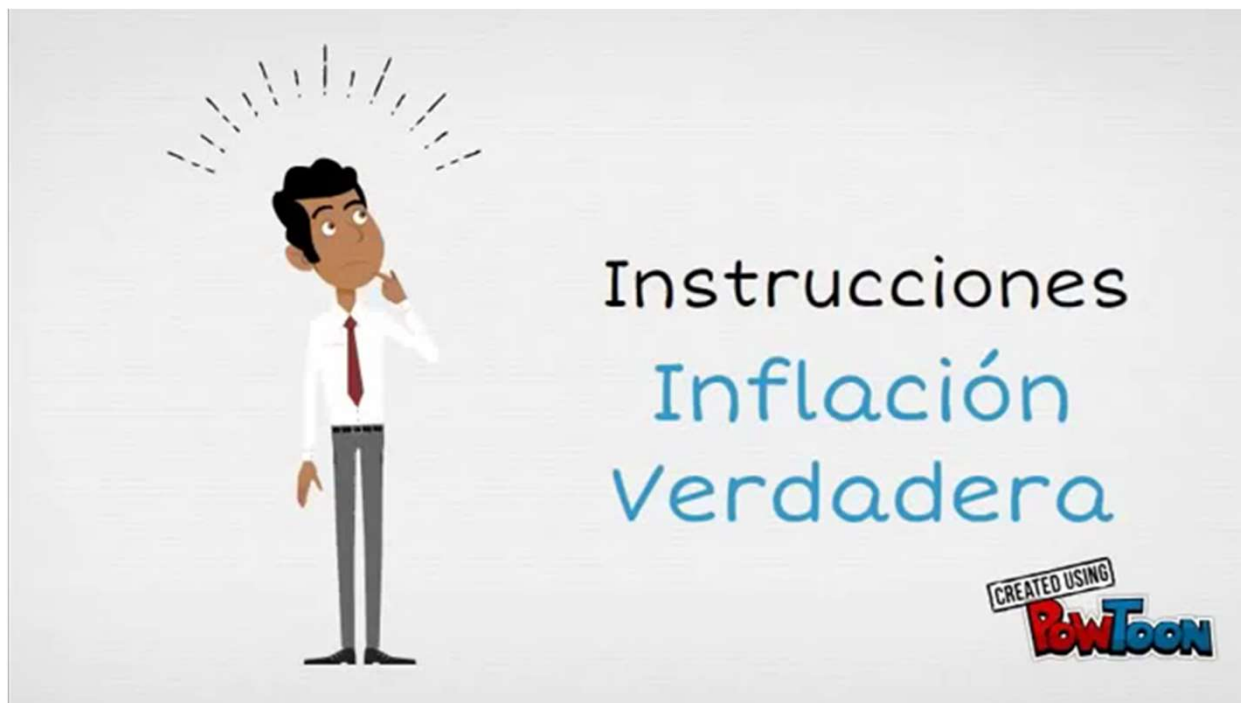 Instrucciones
Inflación
Verdadera
CREATED USING
POWTOON